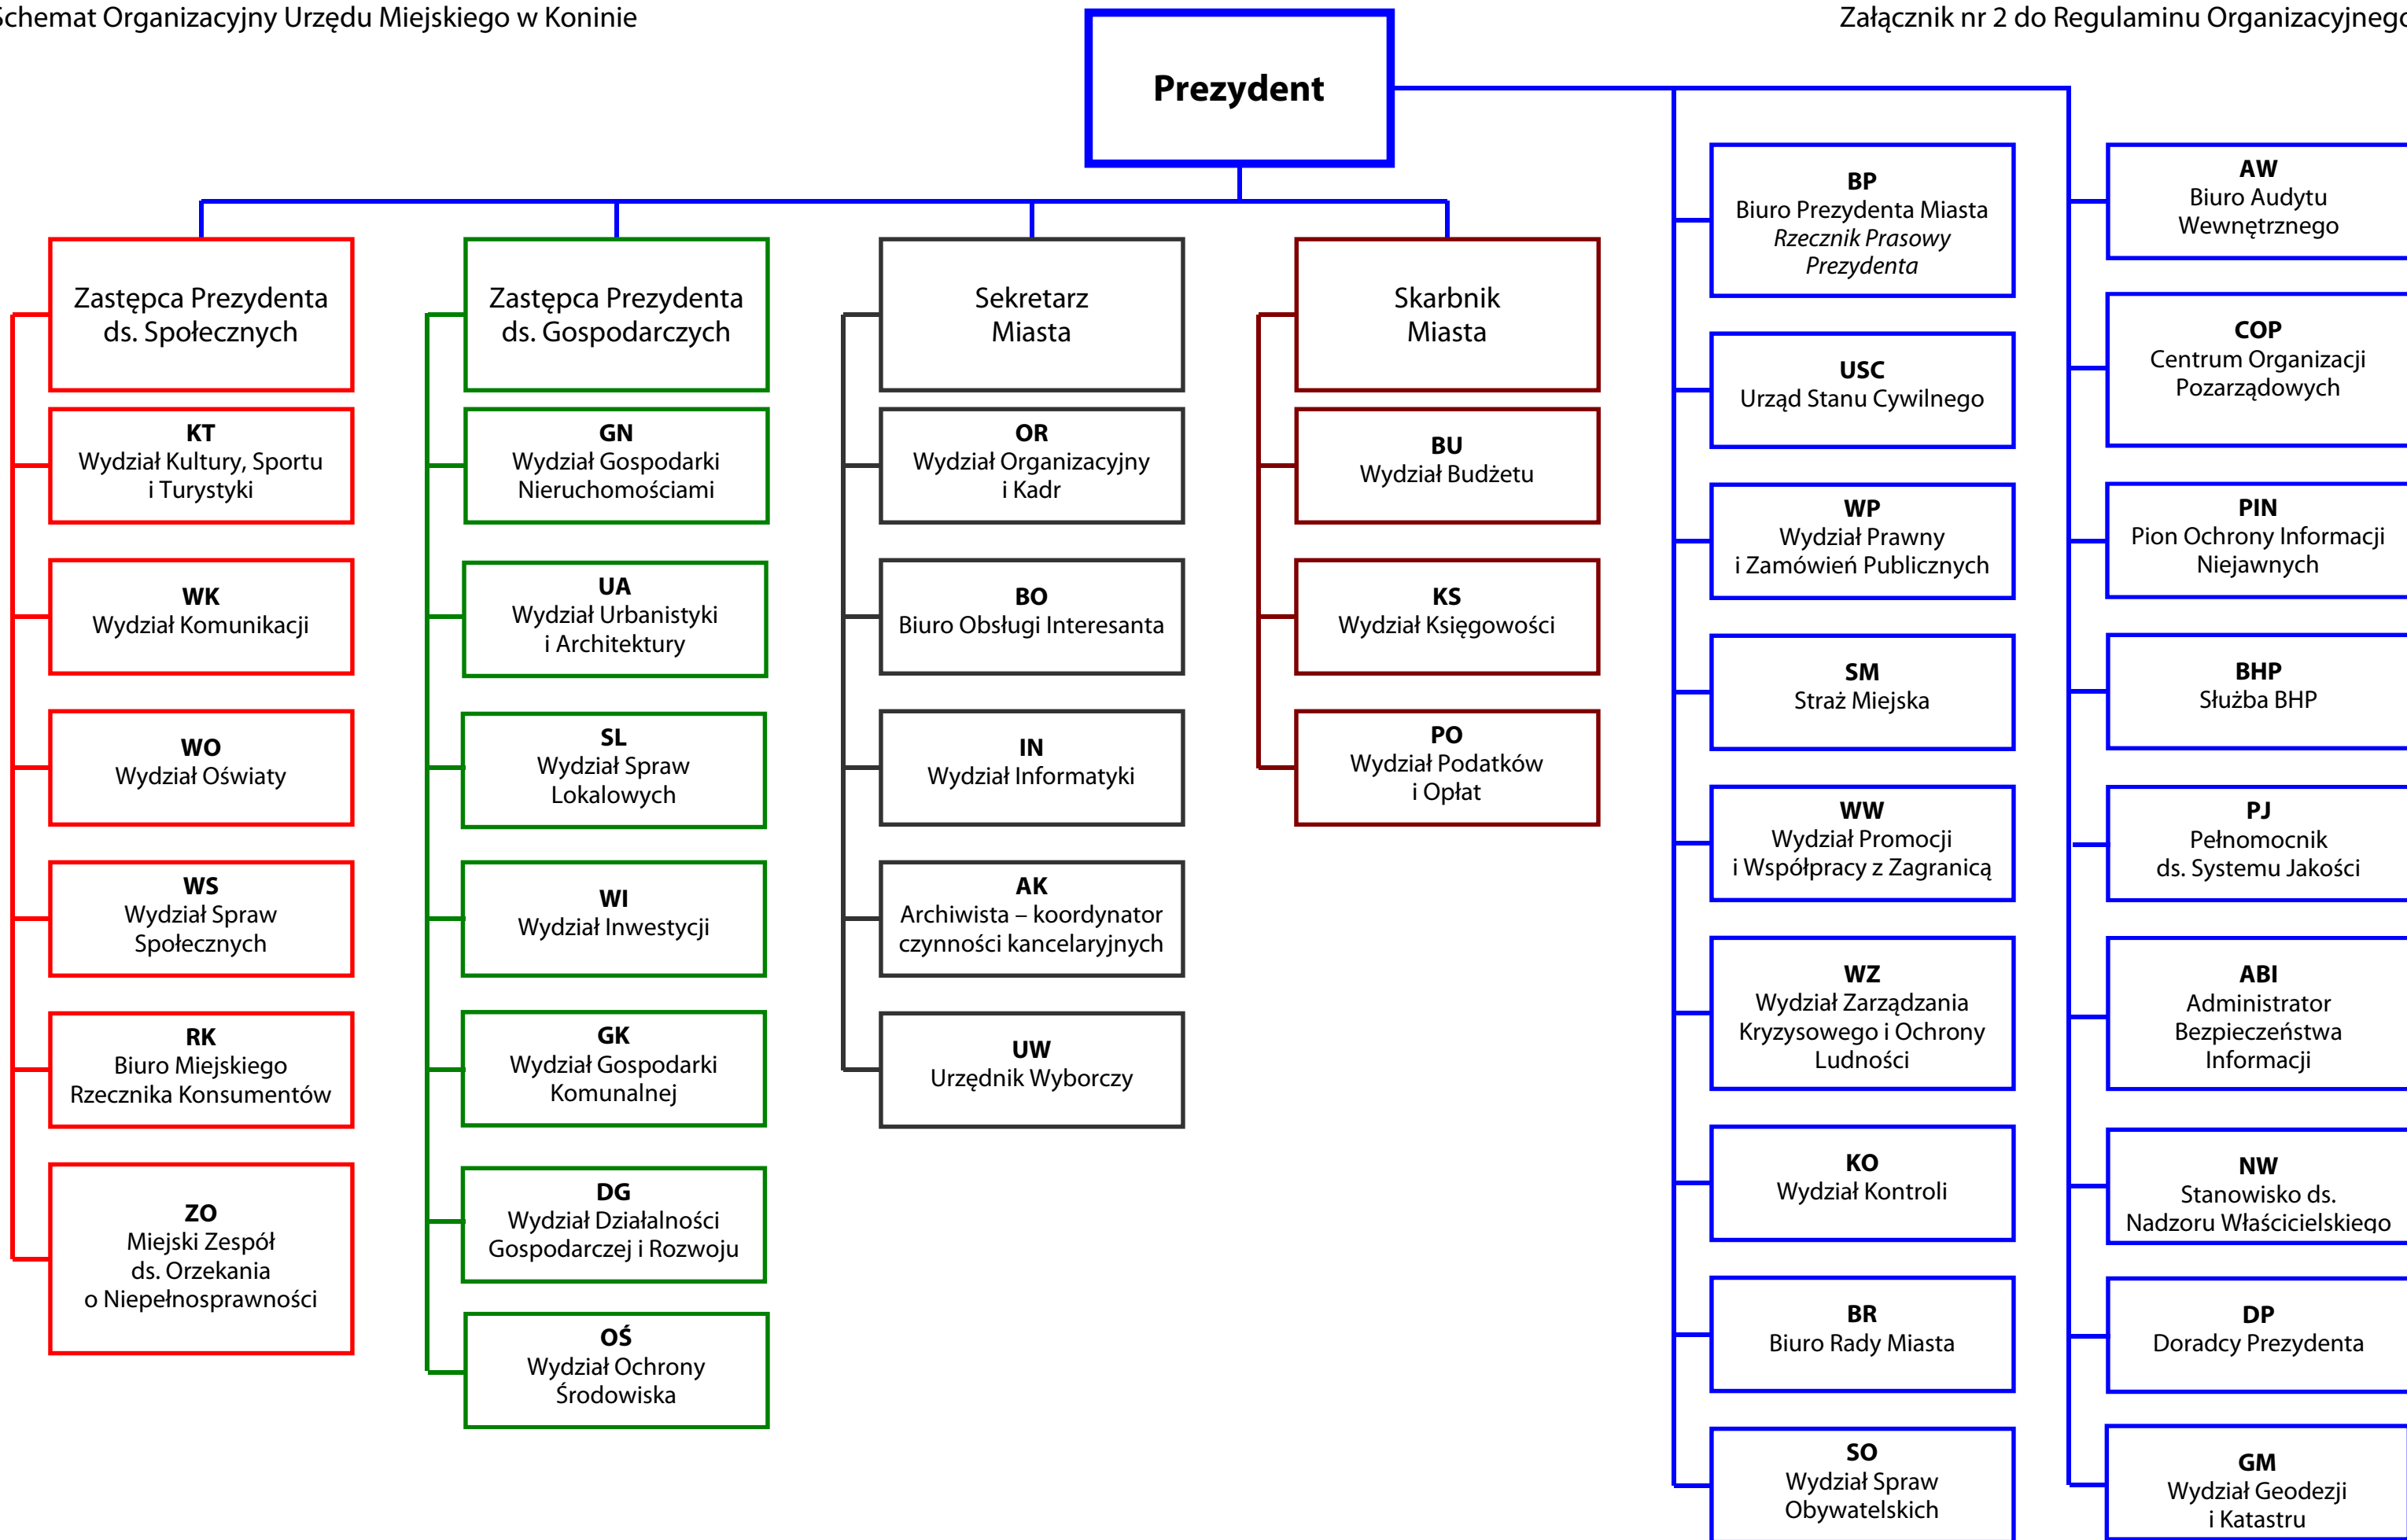 Schemat Organizacyjny Urzędu Miejskiego w Koninie
Załącznik nr 2 do Regulaminu Organizacyjnego
Prezydent
Zastępca Prezydenta
ds. Społecznych
KT
Wydział Kultury, Sportu
i Turystyki
WK
Wydział Komunikacji
WO
Wydział Oświaty
WS
Wydział Spraw
Społecznych
RK
Biuro Miejskiego
Rzecznika Konsumentów
ZO
Miejski Zespół
ds. Orzekania
o Niepełnosprawności
Zastępca Prezydenta
ds. Gospodarczych
GN
Wydział Gospodarki
Nieruchomościami
UA
Wydział Urbanistyki
i Architektury
SL
Wydział Spraw
Lokalowych
WI
Wydział Inwestycji
GK
Wydział Gospodarki
Komunalnej
DG
Wydział Działalności
Gospodarczej i Rozwoju
OŚ
Wydział Ochrony
Środowiska
Sekretarz
Miasta
OR
Wydział Organizacyjny
i Kadr
BO
Biuro Obsługi Interesanta
IN
Wydział Informatyki
AK
Archiwista – koordynator
czynności kancelaryjnych
UW
Urzędnik Wyborczy
Skarbnik
Miasta
BU
Wydział Budżetu
KS
Wydział Księgowości
PO
Wydział Podatków
i Opłat
BP
Biuro Prezydenta Miasta
Rzecznik Prasowy
Prezydenta
USC
Urząd Stanu Cywilnego
WP
Wydział Prawny
i Zamówień Publicznych
SM
Straż Miejska
WW
Wydział Promocji
i Współpracy z Zagranicą
WZ
Wydział Zarządzania
Kryzysowego i Ochrony
Ludności
KO
Wydział Kontroli
BR
Biuro Rady Miasta
SO
Wydział Spraw
Obywatelskich
AW
Biuro Audytu
Wewnętrznego
COP
Centrum Organizacji
Pozarządowych
PIN
Pion Ochrony Informacji
Niejawnych
BHP
Służba BHP
PJ
Pełnomocnik
ds. Systemu Jakości
ABI
Administrator
Bezpieczeństwa
Informacji
NW
Stanowisko ds.
Nadzoru Właścicielskiego
DP
Doradcy Prezydenta
GM
Wydział Geodezji
i Katastru